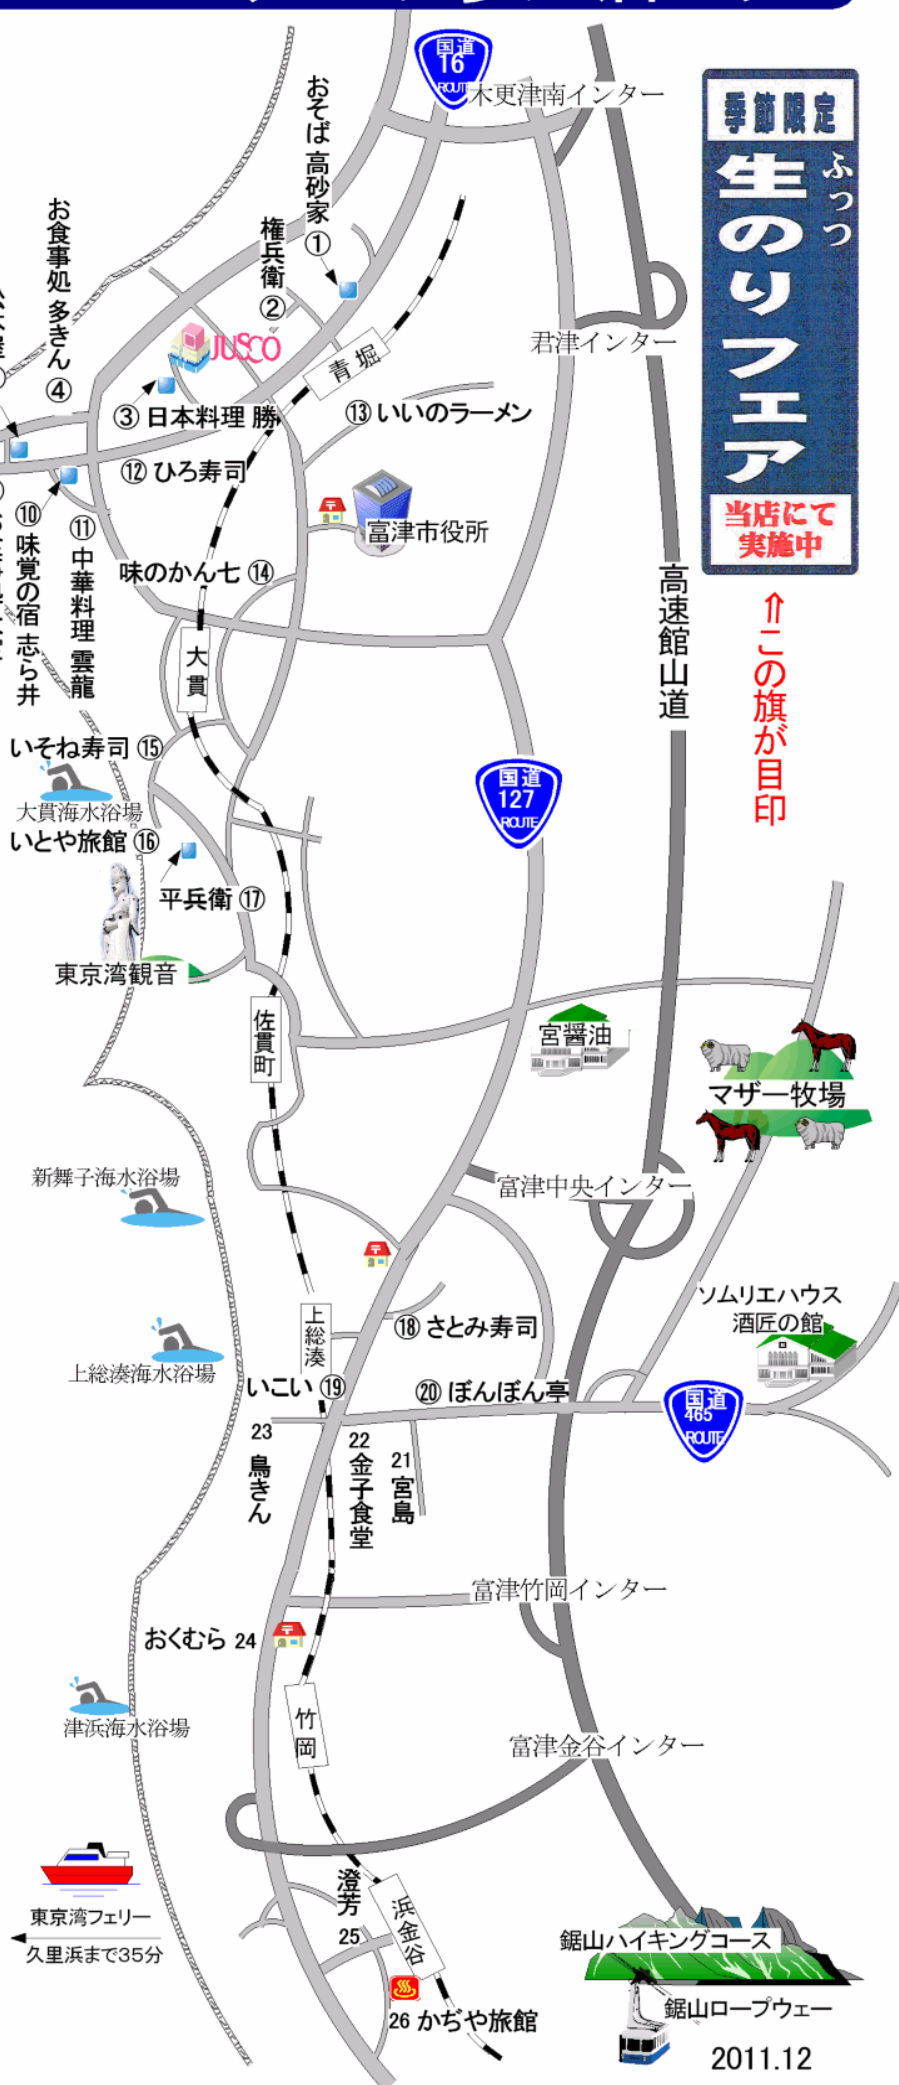 国道
16
ROUTE
木更津南インター
季節限定
ふっつ
生のりフェア
当店にて
実施中
⇑この旗が目印
おそば 高砂家 ①
権兵衛 ②
お食事処 多きん ④
JUSCO
③ 日本料理 勝
青堀
君津インター
⑬ いいのラーメン
⑫ ひろ寿司
⑩ 味覚の宿 志ら井
⑪ 中華料理 雲龍
富津市役所
味のかん七 ⑭
高速館山道
大貫
いそね寿司 ⑮
大貫海水浴場
いとや旅館 ⑯
国道
127
ROUTE
平兵衛 ⑰
東京湾観音
佐貫町
宮醤油
マザー牧場
新舞子海水浴場
富津中央インター
ソムリエハウス
酒匠の館
上総湊
⑱ さとみ寿司
上総湊海水浴場
いこい ⑲
⑳ ぼんぼん亭
国道
465
ROUTE
23 鳥きん
22 金子食堂
21 宮島
富津竹岡インター
おくむら 24
津浜海水浴場
竹岡
富津金谷インター
東京湾フェリー
久里浜まで35分
澄芳
25
浜金谷
26 かぢや旅館
鋸山ハイキングコース
鋸山ロープウェー
2011.12